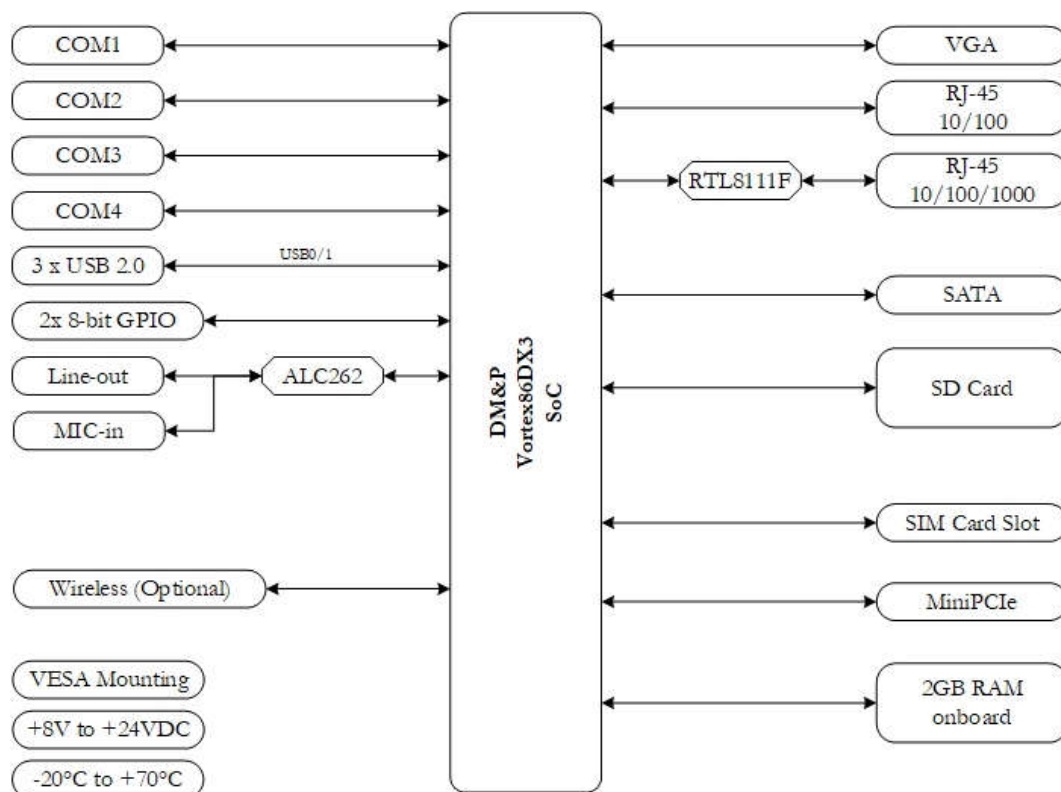 COM1
COM2
COM3
COM4
3 x USB 2.0
USB0/1
2x 8-bit GPIO
Line-out
ALC262
MIC-in
Wireless (Optional)
VESA Mounting
+8V to +24VDC
-20°C to +70°C
DM&P
Vortex86DX3
SoC
VGA
RJ-45
10/100
RTL8111F
RJ-45
10/100/1000
SATA
SD Card
SIM Card Slot
MiniPCIe
2GB RAM
onboard